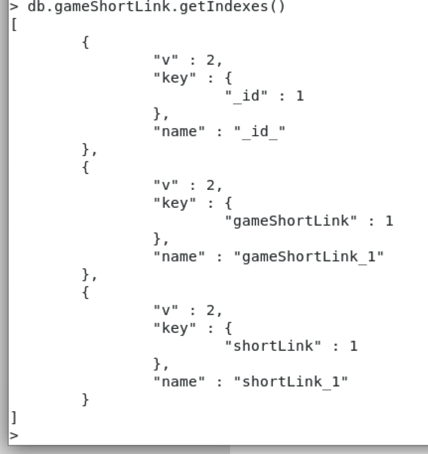 > db.gameShortLink.getIndexes()
[
        {
                "v" : 2,
                "key" : {
                        "_id" : 1
                },
                "name" : "_id_"
        },
        {
                "v" : 2,
                "key" : {
                        "gameShortLink" : 1
                },
                "name" : "gameShortLink_1"
        },
        {
                "v" : 2,
                "key" : {
                        "shortLink" : 1
                },
                "name" : "shortLink_1"
        }
]
>